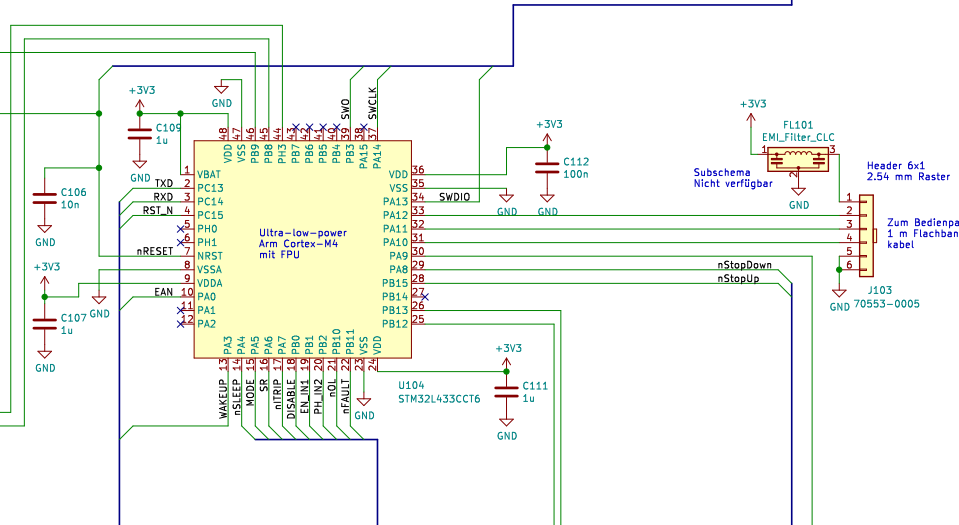 +3V3
C109
1u
GND
GND
48
47
46
45
44
43
42
41
40
39
38
37
VDD
VSS
PB9
PB8
PH3
PB7
PB6
PB5
PB4
PB3
PA15
PA14
SWO
SWCLK
+3V3
C112
100n
GND
GND
+3V3
FL101
EMI_Filter_CLC
1
3
2
GND
Subschema
Nicht verfügbar
Header 6x1
2.54 mm Raster
1
2
3
4
5
6
Zum Bedienpa
1 m Flachban
kabel
J103
70553-0005
GND
C106
10n
GND
+3V3
C107
1u
GND
GND
TXD
RXD
RST_N
nRESET
EAN
1
2
3
4
5
6
7
8
9
10
11
12
VBAT
PC13
PC14
PC15
PH0
PH1
NRST
VSSA
VDDA
PA0
PA1
PA2
Ultra-low-power
Arm Cortex-M4
mit FPU
VDD
VSS
PA13
PA12
PA11
PA10
PA9
PA8
PB15
PB14
PB13
PB12
36
35
34
33
32
31
30
29
28
27
26
25
SWDIO
nStopDown
nStopUp
PA3
PA4
PA5
PA6
PA7
PB0
PB1
PB2
PB10
PB11
VSS
VDD
13
14
15
16
17
18
19
20
21
22
23
24
WAKEUP
nSLEEP
MODE
SR
nITRIP
DISABLE
EN_IN1
PH_IN2
nOL
nFAULT
GND
U104
STM32L433CCT6
+3V3
C111
1u
GND